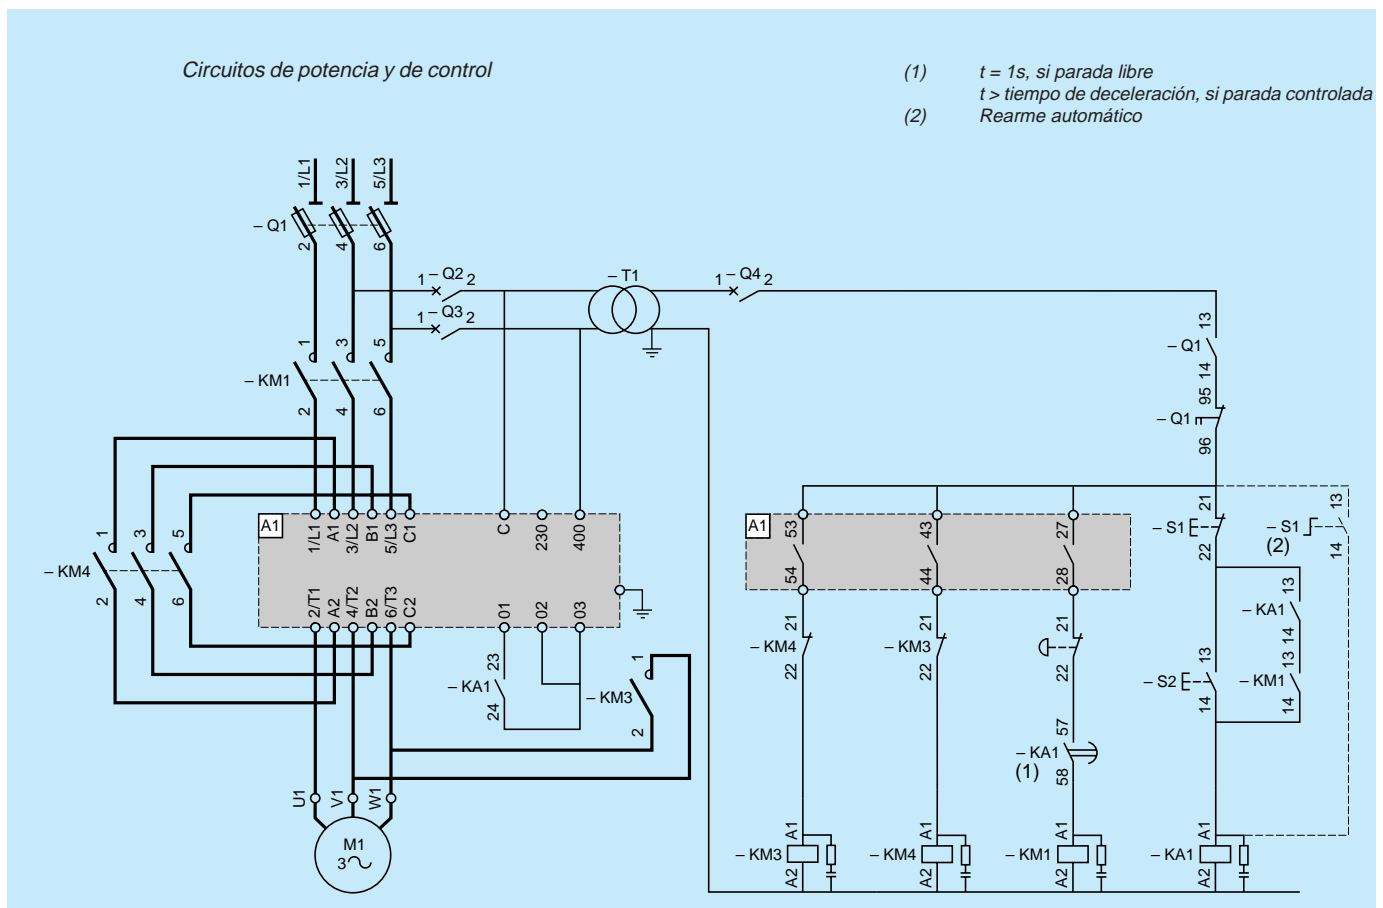 Circuitos de potencia y de control
(1) t = 1s, si parada libre
t > tiempo de deceleración, si parada controlada
(2) Rearme automático
1/L1 3/L2 5/L3
– Q1
2 4 6
1 – Q2 2
1 – Q3 2
– T1
1 – Q4 2
13
– Q1
14
95
– Q1
96
1 3 5
– KM1
2 4 6
1 3 5
– KM4
2 4 6
A1
1/L1 A1 3/L2 B1 5/L3 C1
C 230 400
2/T1 A2 4/T2 B2 6/T3 C2
01 02 03
23
– KA1
24
1
– KM3
2
U1 V1 W1
M1
3
A1
53 43 27
54 44 28
21
– KM4
22
21
– KM3
22
21
22
57
– KA1
(1)
58
21
– S1
22
13
– S1
(2)
14
13
– KA1
14
13
– S2
14
13
– KM1
14
A1
– KM3
A2
A1
– KM4
A2
A1
– KM1
A2
A1
– KA1
A2